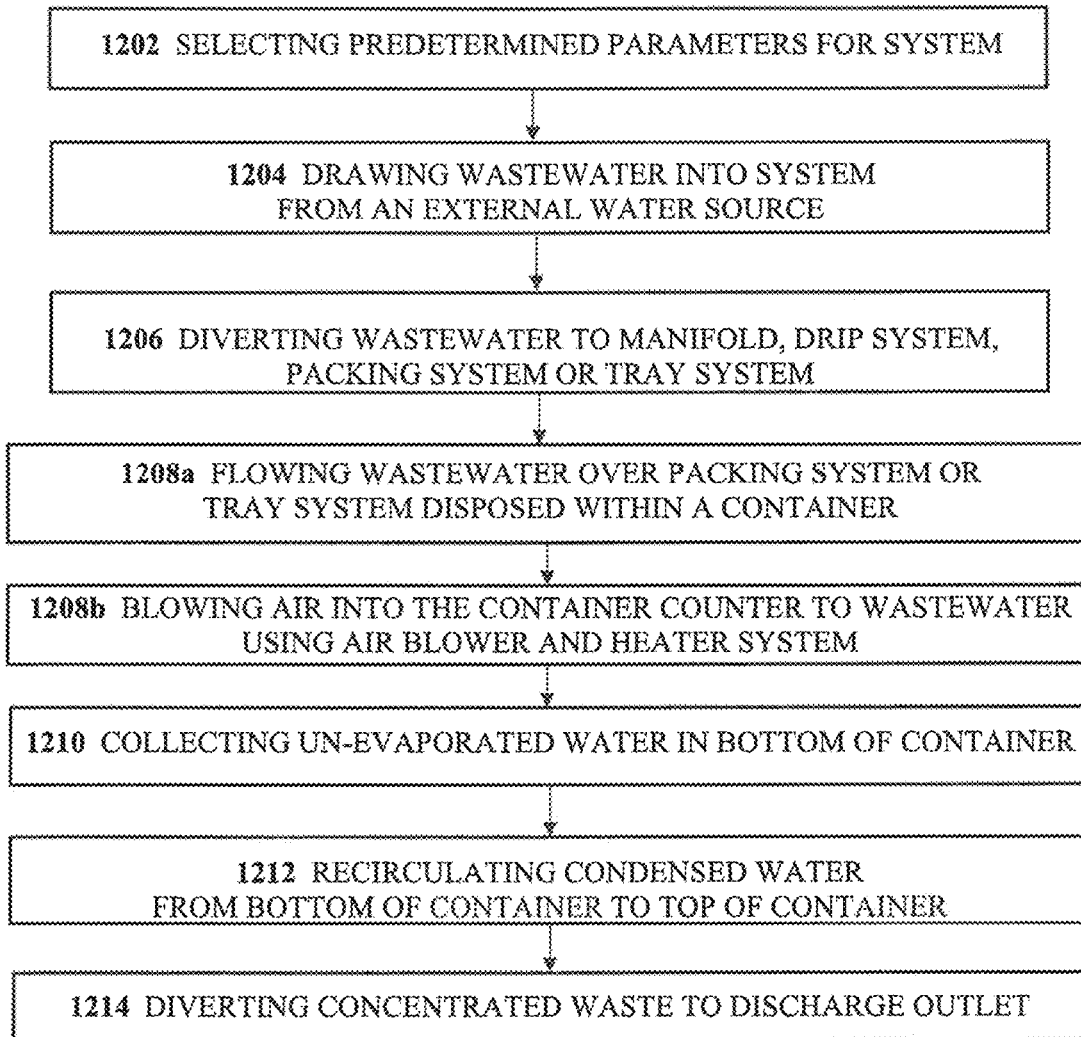 1202 SELECTING PREDETERMINED PARAMETERS FOR SYSTEM
1204 DRAWING WASTEWATER INTO SYSTEM
FROM AN EXTERNAL WATER SOURCE
1206 DIVERTING WASTEWATER TO MANIFOLD, DRIP SYSTEM,
PACKING SYSTEM OR TRAY SYSTEM
1208a FLOWING WASTEWATER OVER PACKING SYSTEM OR
TRAY SYSTEM DISPOSED WITHIN A CONTAINER
1208b BLOWING AIR INTO THE CONTAINER COUNTER TO WASTEWATER
USING AIR BLOWER AND HEATER SYSTEM
1210 COLLECTING UN-EVAPORATED WATER IN BOTTOM OF CONTAINER
1212 RECIRCULATING CONDENSED WATER
FROM BOTTOM OF CONTAINER TO TOP OF CONTAINER
1214 DIVERTING CONCENTRATED WASTE TO DISCHARGE OUTLET